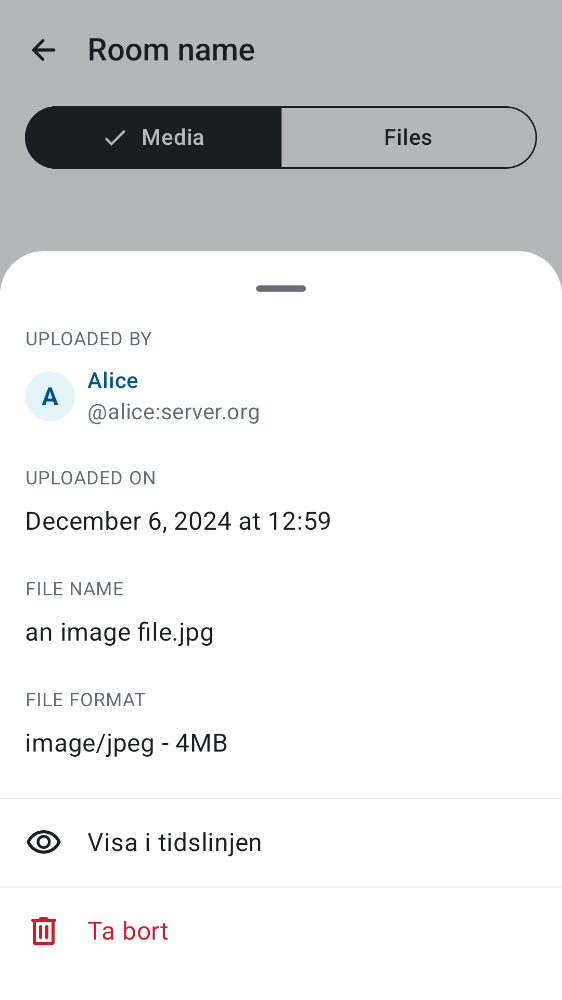 Room name
Media
Files
UPLOADED BY
A
Alice
@alice:server.org
UPLOADED ON
December 6, 2024 at 12:59
FILE NAME
an image file.jpg
FILE FORMAT
image/jpeg - 4MB
Visa i tidslinjen
Ta bort